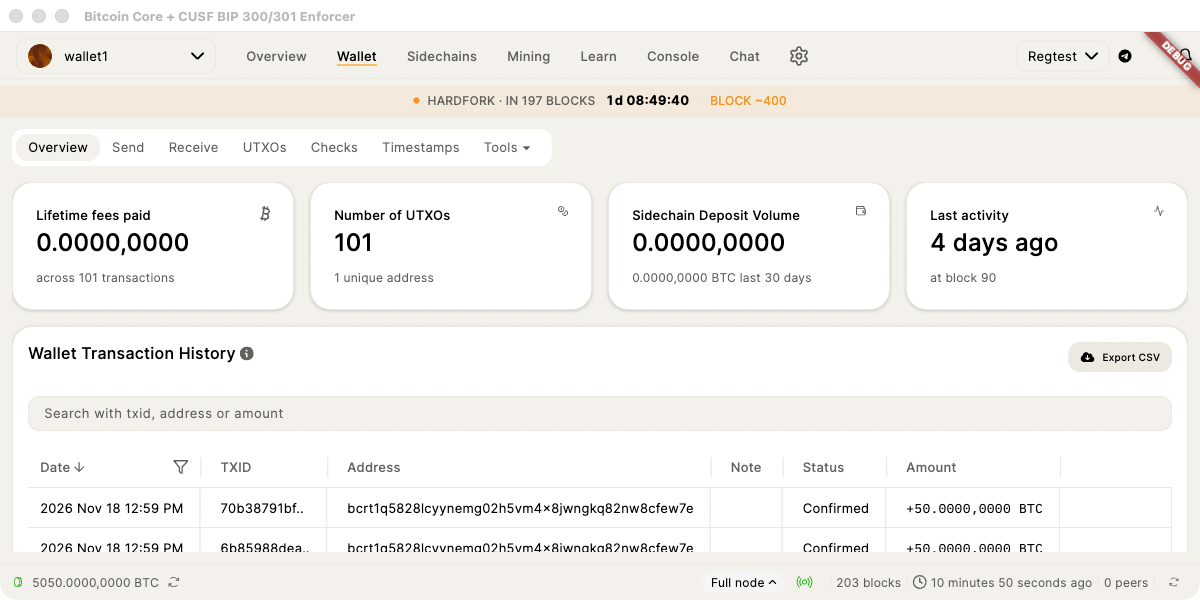 Bitcoin Core + CUSF BIP 300/301 Enforcer
wallet1 Overview Wallet Sidechains Mining Learn Console Chat Regtest
DEBUG
HARDFORK · IN 197 BLOCKS 1d 08:49:40 BLOCK ~400
Overview Send Receive UTXOs Checks Timestamps Tools
Lifetime fees paid
0.0000,0000
across 101 transactions
Number of UTXOs
101
1 unique address
Sidechain Deposit Volume
0.0000,0000
0.0000,0000 BTC last 30 days
Last activity
4 days ago
at block 90
Wallet Transaction History
Export CSV
Search with txid, address or amount
Date TXID Address Note Status Amount
2026 Nov 18 12:59 PM 70b38791bf.. bcrt1q5828lcyynemg02h5vm4x8jwngkq82nw8cfew7e Confirmed +50.0000,0000 BTC
2026 Nov 18 12:59 PM 6b85988dea.. bcrt1q5828lcyynemg02h5vm4x8jwngkq82nw8cfew7e Confirmed +50.0000,0000 BTC
5050.0000,0000 BTC Full node 203 blocks 10 minutes 50 seconds ago 0 peers